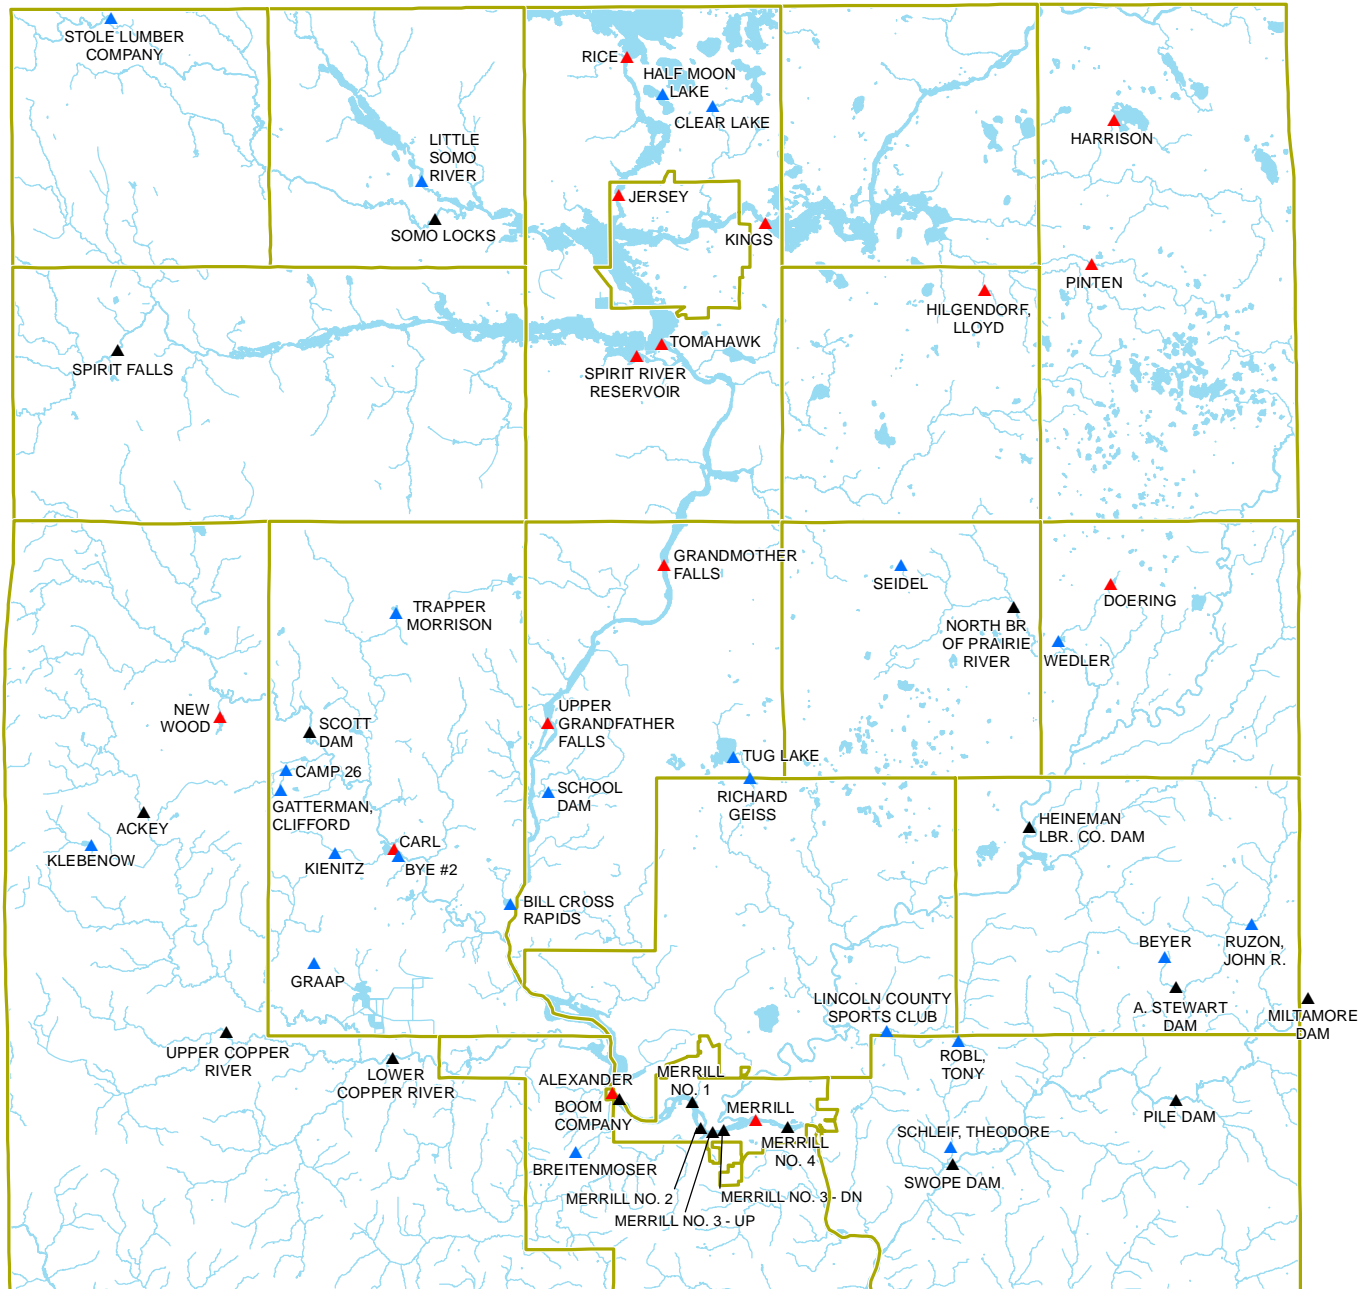 STOLE LUMBER
COMPANY
RICE
HALF MOON
LAKE
CLEAR LAKE
HARRISON
LITTLE
SOMO
RIVER
SOMO LOCKS
JERSEY
KINGS
PINTEN
HILGENDORF,
LLOYD
SPIRIT FALLS
TOMAHAWK
SPIRIT RIVER
RESERVOIR
GRANDMOTHER
FALLS
SEIDEL
DOERING
TRAPPER
MORRISON
NORTH BR
OF PRAIRIE
RIVER
WEDLER
NEW
WOOD
SCOTT
DAM
UPPER
GRANDFATHER
FALLS
TUG LAKE
CAMP 26
GATTERMAN,
CLIFFORD
SCHOOL
DAM
RICHARD
GEISS
ACKEY
KLEBENOW
KIENITZ
CARL
BYE #2
HEINEMAN
LBR. CO. DAM
BILL CROSS
RAPIDS
BEYER
RUZON,
JOHN R.
GRAAP
LINCOLN COUNTY
SPORTS CLUB
A. STEWART
DAM
MILTAMORE
DAM
UPPER COPPER
RIVER
LOWER
COPPER RIVER
ROBL,
TONY
ALEXANDER
MERRILL
NO. 1
BOOM
COMPANY
MERRILL
MERRILL
NO. 4
PILE DAM
SCHLEIF, THEODORE
SWOPE DAM
BREITENMOSER
MERRILL NO. 2
MERRILL NO. 3 - DN
MERRILL NO. 3 - UP